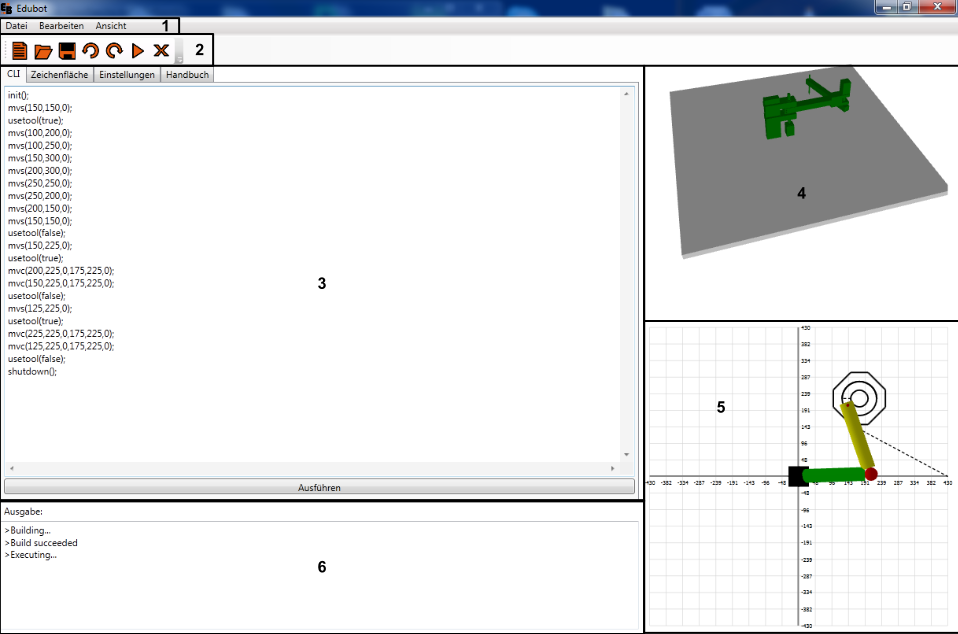 EB Edubot
Datei Bearbeiten Ansicht 1
2
CLI Zeichenfläche Einstellungen Handbuch
init();
mvs(150,150,0);
usetool(true);
mvs(100,200,0);
mvs(100,250,0);
mvs(150,300,0);
mvs(200,300,0);
mvs(250,250,0);
mvs(250,200,0);
mvs(200,150,0);
mvs(150,150,0);
usetool(false);
mvs(150,225,0);
usetool(true);
mvc(200,225,0,175,225,0);
mvc(150,225,0,175,225,0);
usetool(false);
mvs(125,225,0);
usetool(true);
mvc(225,225,0,175,225,0);
mvc(125,225,0,175,225,0);
usetool(false);
shutdown();
3
Ausführen
Ausgabe:
>Building...
>Build succeeded
>Executing...
6
4
5
430
382
334
287
239
191
143
96
48
-430 -382 -334 -287 -239 -191 -143 -96 -48 48 96 143 191 239 287 334 382 430
-48
-96
-143
-191
-239
-287
-334
-382
-430